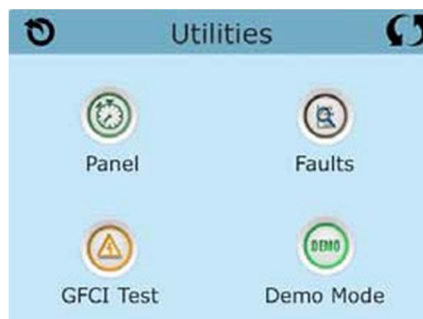 Utilities
Panel
Faults
DEMO
GFCI Test
Demo Mode